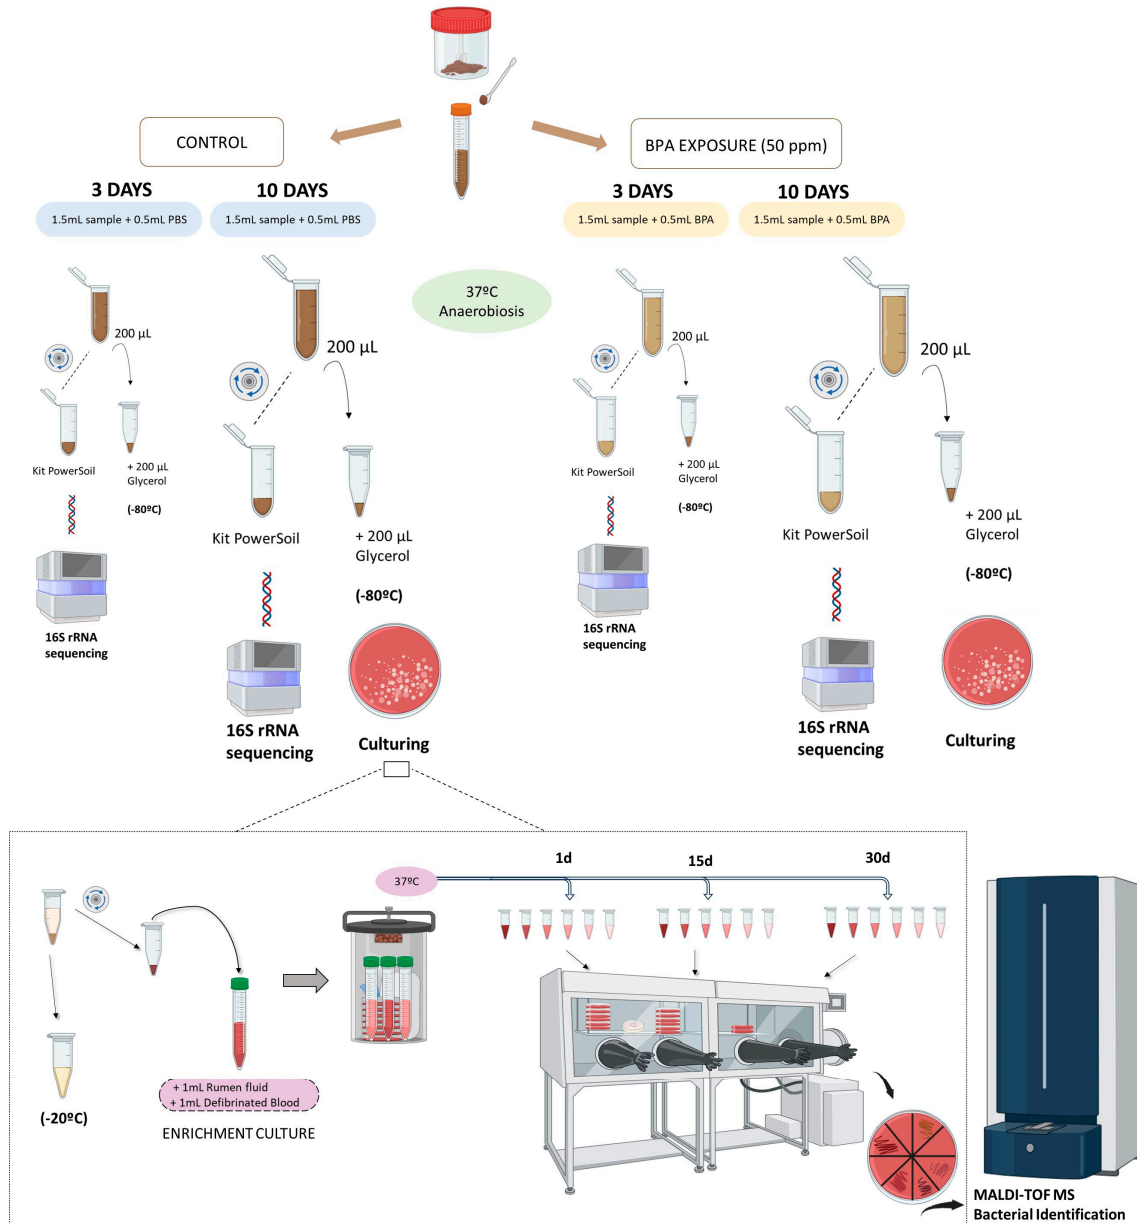 CONTROL
BPA EXPOSURE (50 ppm)
3 DAYS
10 DAYS
3 DAYS
10 DAYS
1.5mL sample + 0.5mL PBS
1.5mL sample + 0.5mL PBS
1.5mL sample + 0.5mL BPA
1.5mL sample + 0.5mL BPA
37ºC
Anaerobiosis
200 µL
200 µL
200 µL
200 µL
Kit PowerSoil
+ 200 µL
Glycerol
(-80ºC)
Kit PowerSoil
+ 200 µL
Glycerol
(-80ºC)
Kit PowerSoil
+ 200 µL
Glycerol
(-80ºC)
Kit PowerSoil
+ 200 µL
Glycerol
(-80ºC)
16S rRNA
sequencing
16S rRNA
sequencing
Culturing
16S rRNA
sequencing
16S rRNA
sequencing
Culturing
37ºC
1d
15d
30d
(-20ºC)
+ 1mL Rumen fluid
+ 1mL Defibrinated Blood
ENRICHMENT CULTURE
MALDI-TOF MS
Bacterial Identification